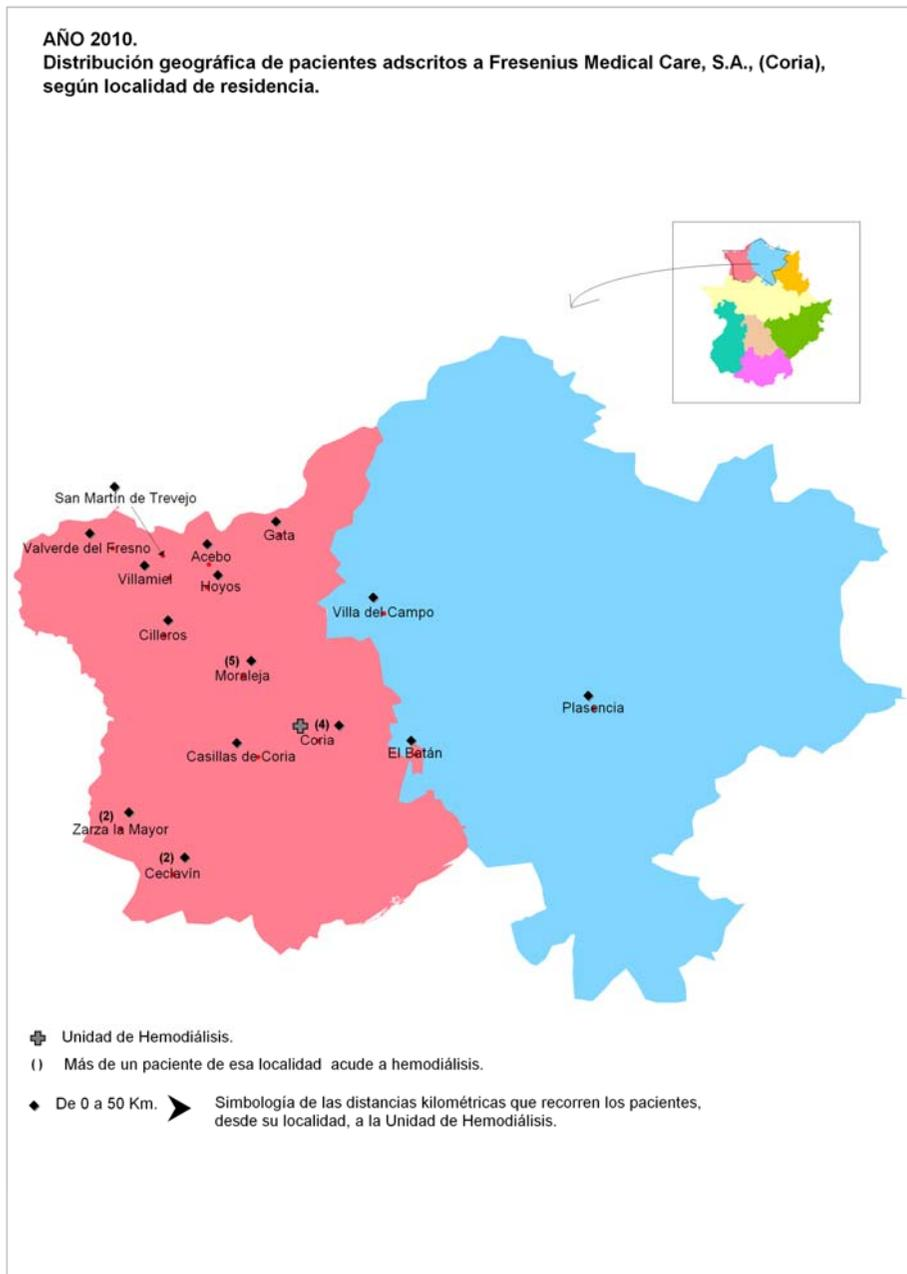 AÑO 2010.
Distribución geográfica de pacientes adscritos a Fresenius Medical Care, S.A., (Coria),
según localidad de residencia.
San Martín de Trevejo
Gata
Valverde del Fresno
Acebo
Villamiel
Hoyos
Villa del Campo
Cilleros
(5)
Moraleja
Plasencia
(4)
Coria
Casillas de Coria
El Batán
(2)
Zarza la Mayor
(2)
Ceclavín
Unidad de Hemodiálisis.
( ) Más de un paciente de esa localidad acude a hemodiálisis.
De 0 a 50 Km. Simbología de las distancias kilométricas que recorren los pacientes,
desde su localidad, a la Unidad de Hemodiálisis.